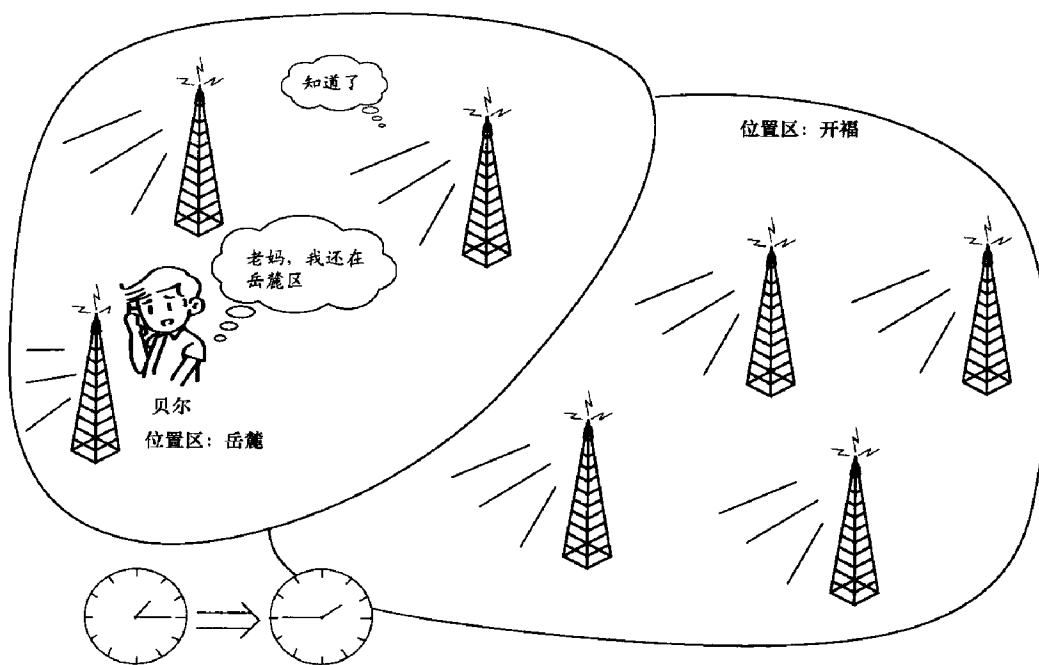 知道了
位置区：开福
老妈，我还在
岳麓区
贝尔
位置区：岳麓